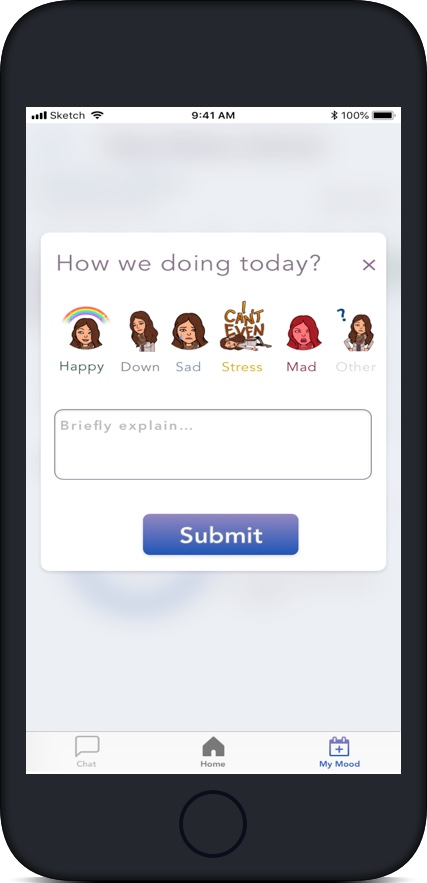 Sketch 9:41 AM 100%
How we doing today? ×
I
CAN'T
EVEN
?
Happy Down Sad Stress Mad Other
Briefly explain...
Submit
Chat Home My Mood